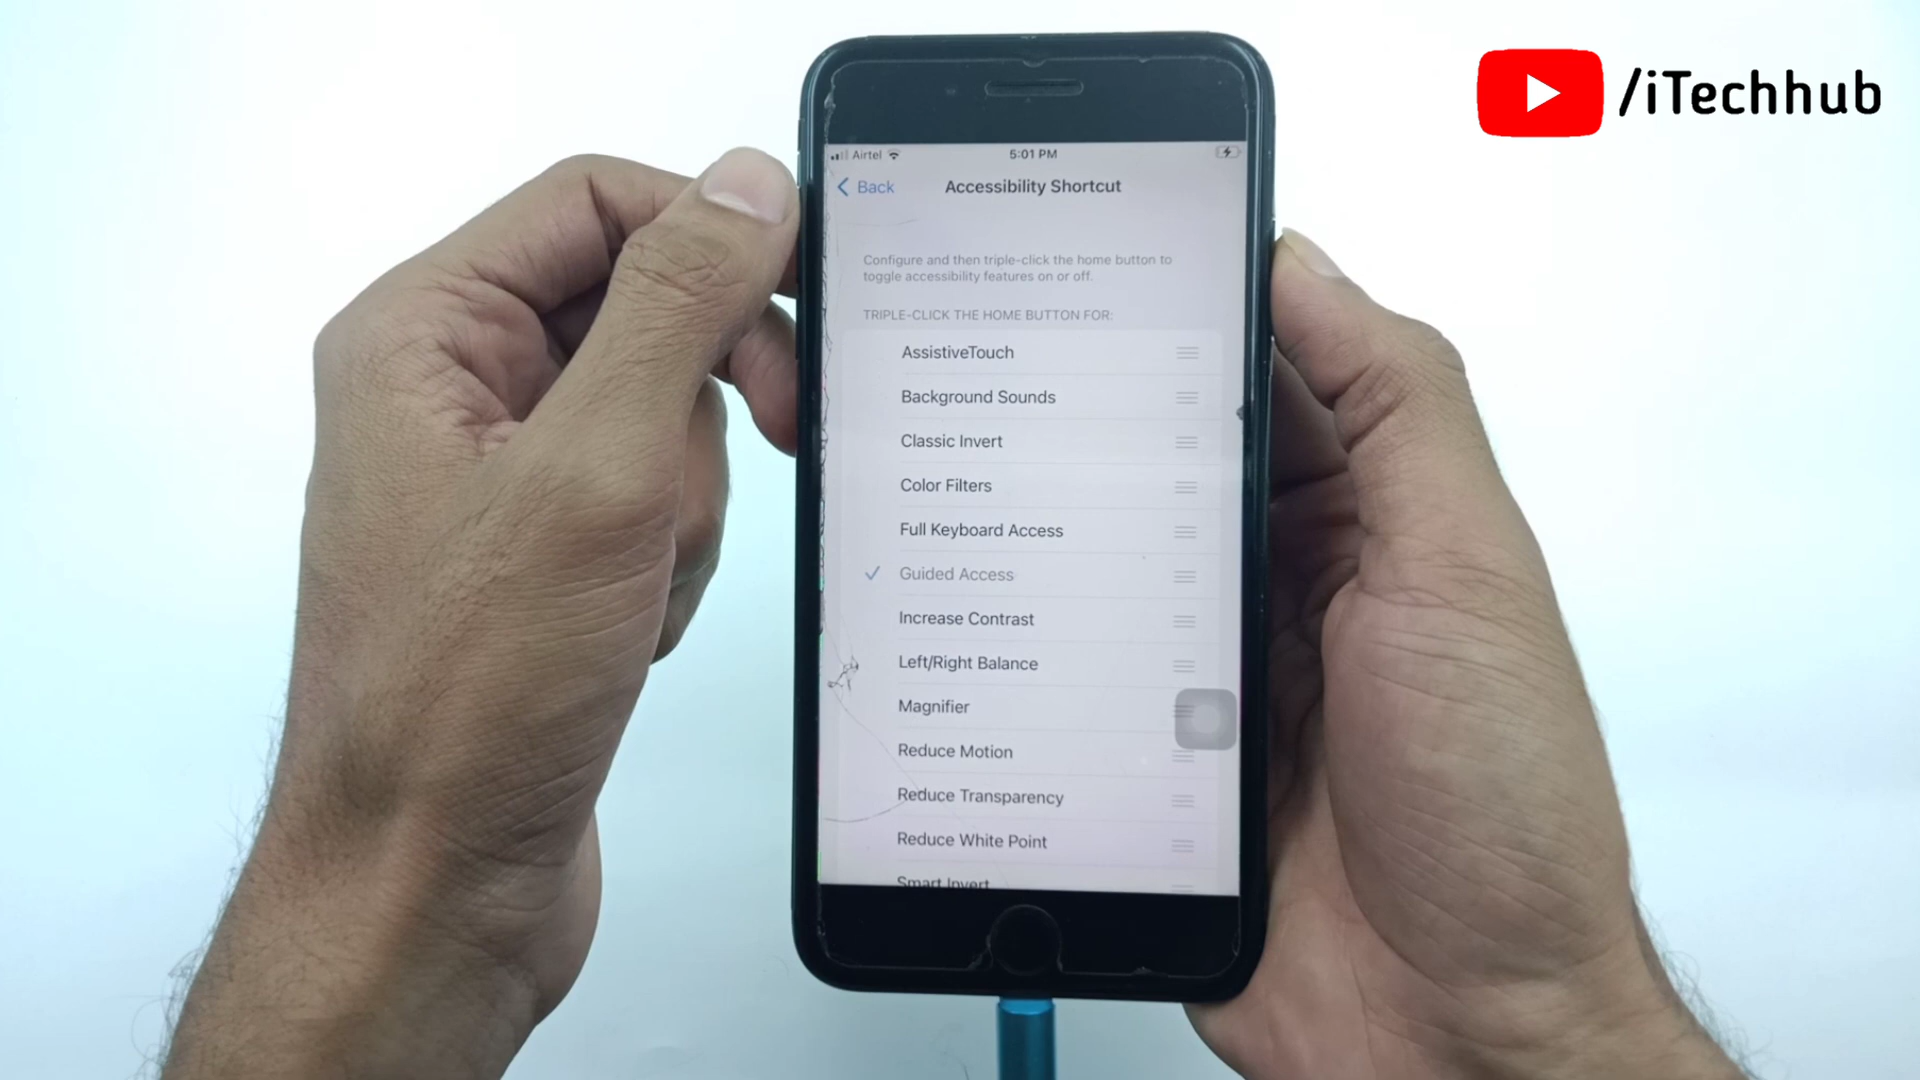 /iTechhub
Airtel
5:01 PM
Back
Accessibility Shortcut
Configure and then triple-click the home button to
toggle accessibility features on or off.
TRIPLE-CLICK THE HOME BUTTON FOR:
AssistiveTouch
Background Sounds
Classic Invert
Color Filters
Full Keyboard Access
Guided Access
Increase Contrast
Left/Right Balance
Magnifier
Reduce Motion
Reduce Transparency
Reduce White Point
Smart Invert